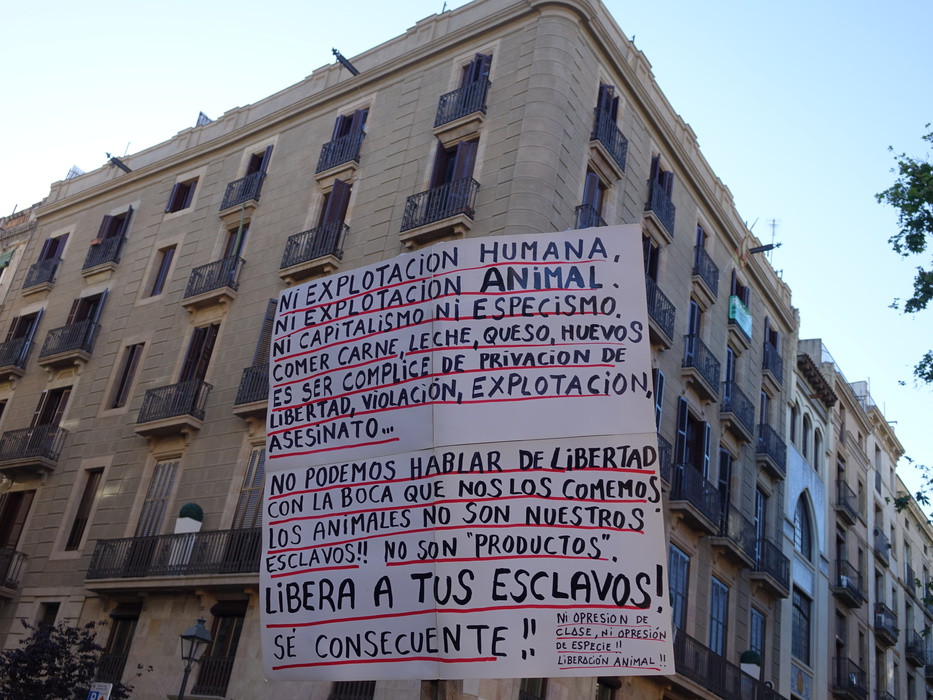 NI EXPLOTACION HUMANA,
NI EXPLOTACIÓN ANIMAL.
NI CAPITALISMO NI ESPECISMO.
COMER CARNE, LECHE, QUESO, HUEVOS
ES SER COMPLICE DE PRIVACION DE
LIBERTAD, VIOLACIÓN, EXPLOTACION,
ASESINATO...
NO PODEMOS HABLAR DE LIBERTAD
CON LA BOCA QUE NOS LOS COMEMOS
LOS ANIMALES NO SON NUESTROS
ESCLAVOS!! NO SON "PRODUCTOS".
LIBERA A TUS ESCLAVOS!
SÉ CONSECUENTE!!
NI OPRESION DE
CLASE, NI OPRESIÓN
DE ESPECIE!!
LIBERACIÓN ANIMAL!!